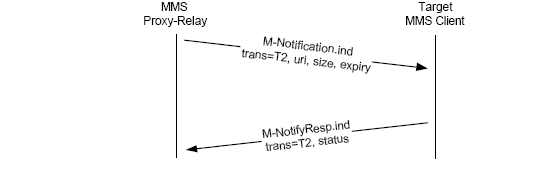 MMS
Proxy-Relay
Target
MMS Client
M-Notification.ind
trans=T2, uri, size, expiry
M-NotifyResp.ind
trans=T2, status